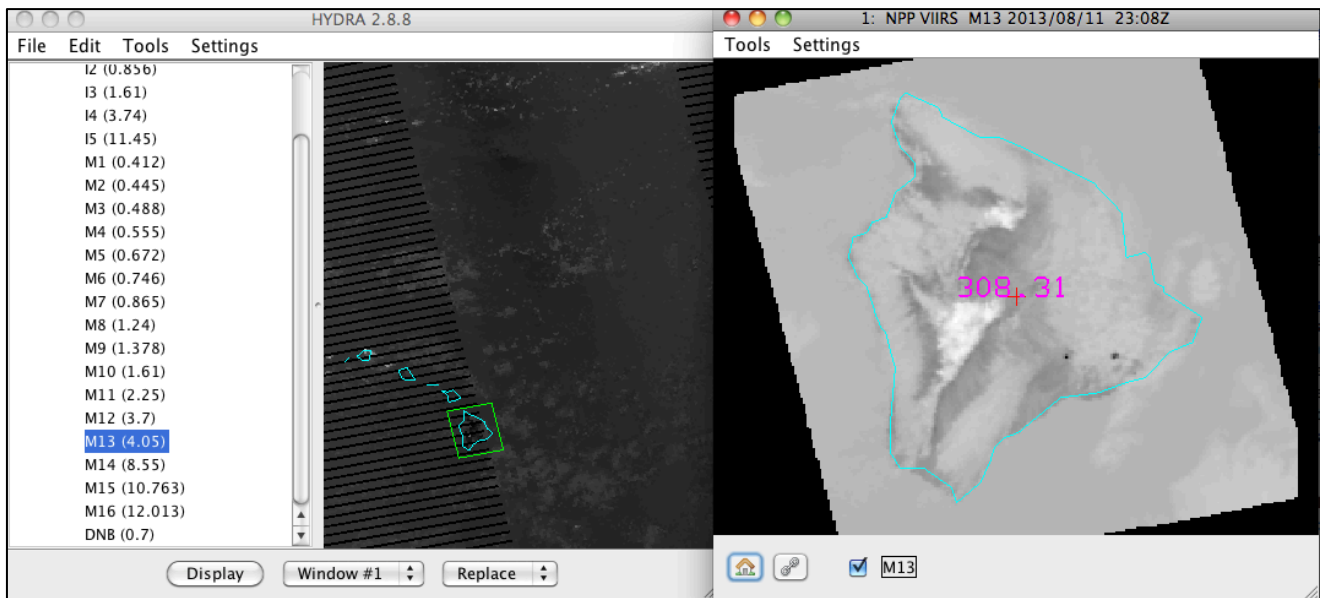 HYDRA 2.8.8
File Edit Tools Settings
I2 (0.856)
I3 (1.61)
I4 (3.74)
I5 (11.45)
M1 (0.412)
M2 (0.445)
M3 (0.488)
M4 (0.555)
M5 (0.672)
M6 (0.746)
M7 (0.865)
M8 (1.24)
M9 (1.378)
M10 (1.61)
M11 (2.25)
M12 (3.7)
M13 (4.05)
M14 (8.55)
M15 (10.763)
M16 (12.013)
DNB (0.7)
Display Window #1 Replace
1: NPP VIIRS M13 2013/08/11 23:08Z
Tools Settings
308.31
M13